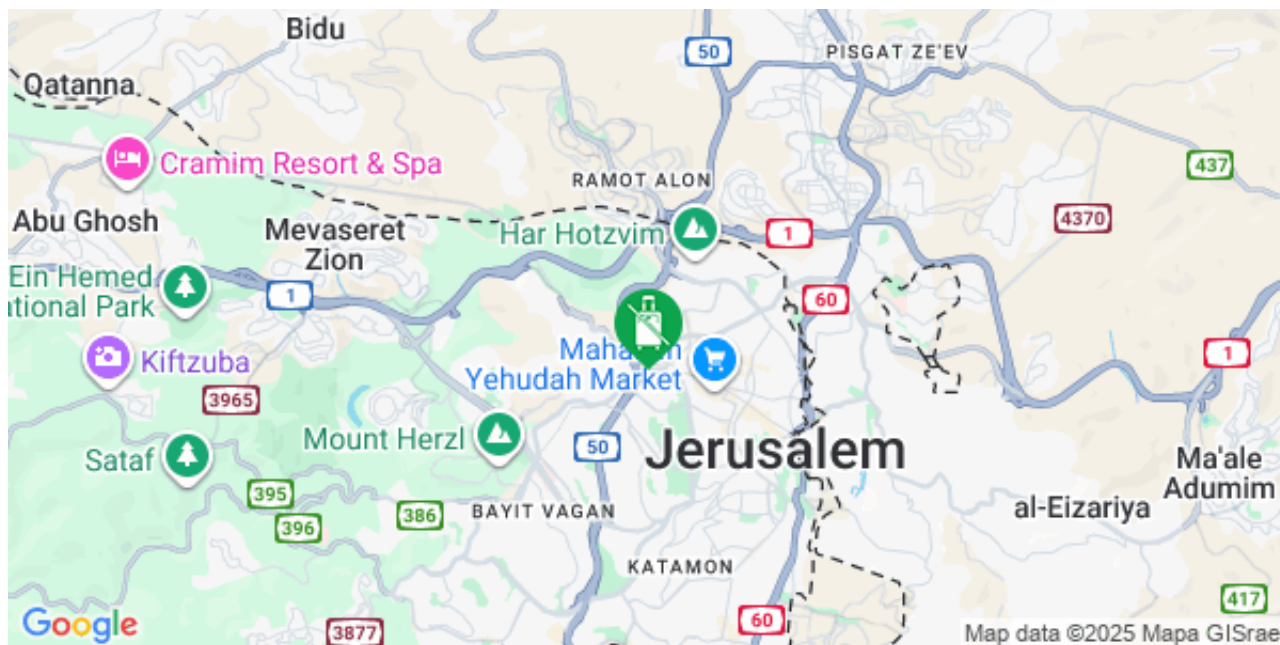 Bidu
50
PISGAT ZE'EV
Qatanna
Cramim Resort & Spa
437
RAMOT ALON
Abu Ghosh
Mevaseret
Zion
Har Hotzvim
1
4370
Ein Hemed
ational Park
1
60
Kiftzuba
Yehudah Market
1
3965
Mount Herzl
50
Jerusalem
Sataf
Ma'ale
Adumim
395
396
386
BAYIT VAGAN
al-Eizariya
KATAMON
417
Google
3877
60
Map data ©2025 Mapa GISrae